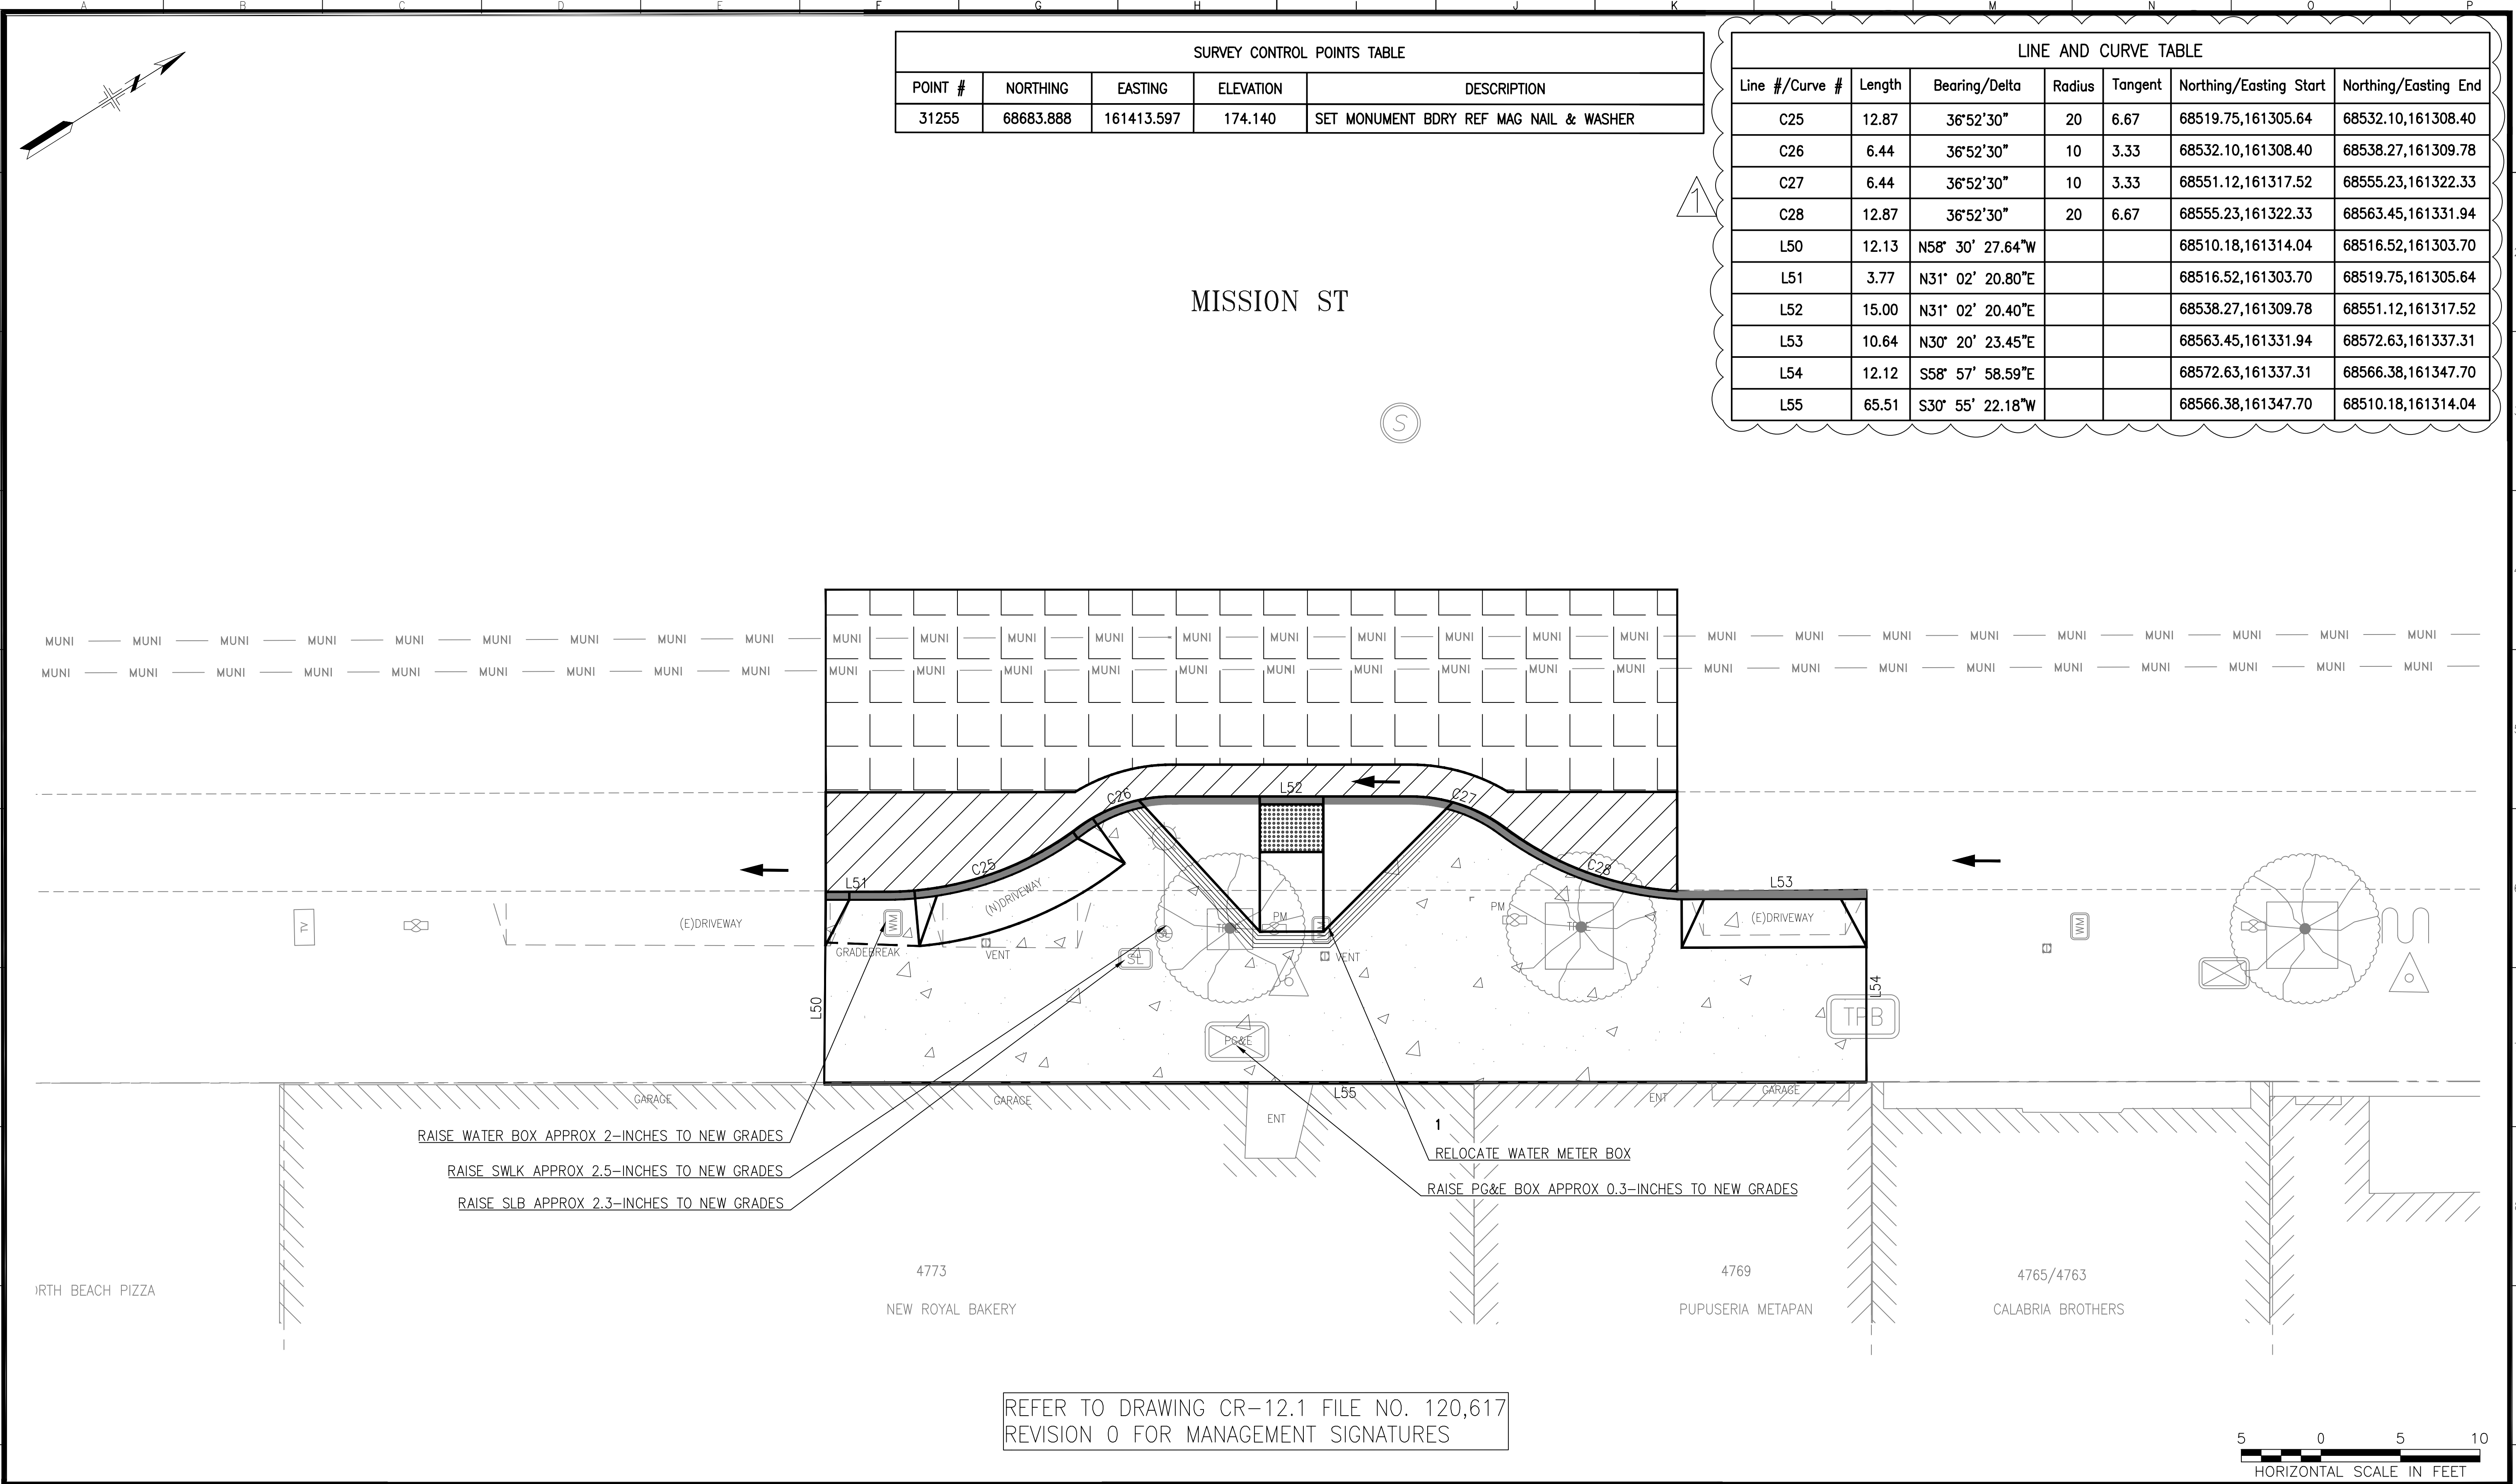 A B C D E F G H I J K L M N O P
SURVEY CONTROL POINTS TABLE
POINT # NORTHING EASTING ELEVATION DESCRIPTION
31255 68683.888 161413.597 174.140 SET MONUMENT BDRY REF MAG NAIL & WASHER
LINE AND CURVE TABLE
Line #/Curve # Length Bearing/Delta Radius Tangent Northing/Easting Start Northing/Easting End
C25 12.87 36°52'30" 20 6.67 68519.75,161305.64 68532.10,161308.40
C26 6.44 36°52'30" 10 3.33 68532.10,161308.40 68538.27,161309.78
C27 6.44 36°52'30" 10 3.33 68551.12,161317.52 68555.23,161322.33
C28 12.87 36°52'30" 20 6.67 68555.23,161322.33 68563.45,161331.94
L50 12.13 N58° 30' 27.64"W 68510.18,161314.04 68516.52,161303.70
L51 3.77 N31° 02' 20.80"E 68516.52,161303.70 68519.75,161305.64
L52 15.00 N31° 02' 20.40"E 68538.27,161309.78 68551.12,161317.52
L53 10.64 N30° 20' 23.45"E 68563.45,161331.94 68572.63,161337.31
L54 12.12 S58° 57' 58.59"E 68572.63,161337.31 68566.38,161347.70
L55 65.51 S30° 55' 22.18"W 68566.38,161347.70 68510.18,161314.04
1
N
MISSION ST
S
MUNI MUNI MUNI MUNI MUNI MUNI MUNI MUNI MUNI MUNI MUNI MUNI MUNI MUNI MUNI MUNI MUNI MUNI MUNI MUNI MUNI MUNI MUNI MUNI MUNI MUNI MUNI MUNI
MUNI MUNI MUNI MUNI MUNI MUNI MUNI MUNI MUNI MUNI MUNI MUNI MUNI MUNI MUNI MUNI MUNI MUNI MUNI MUNI MUNI MUNI MUNI MUNI MUNI MUNI MUNI MUNI
L52
C26 C27
C25 C28
L51 L53
(N)DRIVEWAY
TV (E)DRIVEWAY WM PM PM (E)DRIVEWAY WM
GRADEBREAK VENT SL VENT
L50 L54
TPB
PG&E
L55
GARAGE GARAGE ENT ENT GARAGE
RAISE WATER BOX APPROX 2-INCHES TO NEW GRADES
RAISE SWLK APPROX 2.5-INCHES TO NEW GRADES
RAISE SLB APPROX 2.3-INCHES TO NEW GRADES
1
RELOCATE WATER METER BOX
RAISE PG&E BOX APPROX 0.3-INCHES TO NEW GRADES
RTH BEACH PIZZA
4773
NEW ROYAL BAKERY
4769
PUPUSERIA METAPAN
4765/4763
CALABRIA BROTHERS
REFER TO DRAWING CR-12.1 FILE NO. 120,617
REVISION 0 FOR MANAGEMENT SIGNATURES
5 0 5 10
HORIZONTAL SCALE IN FEET